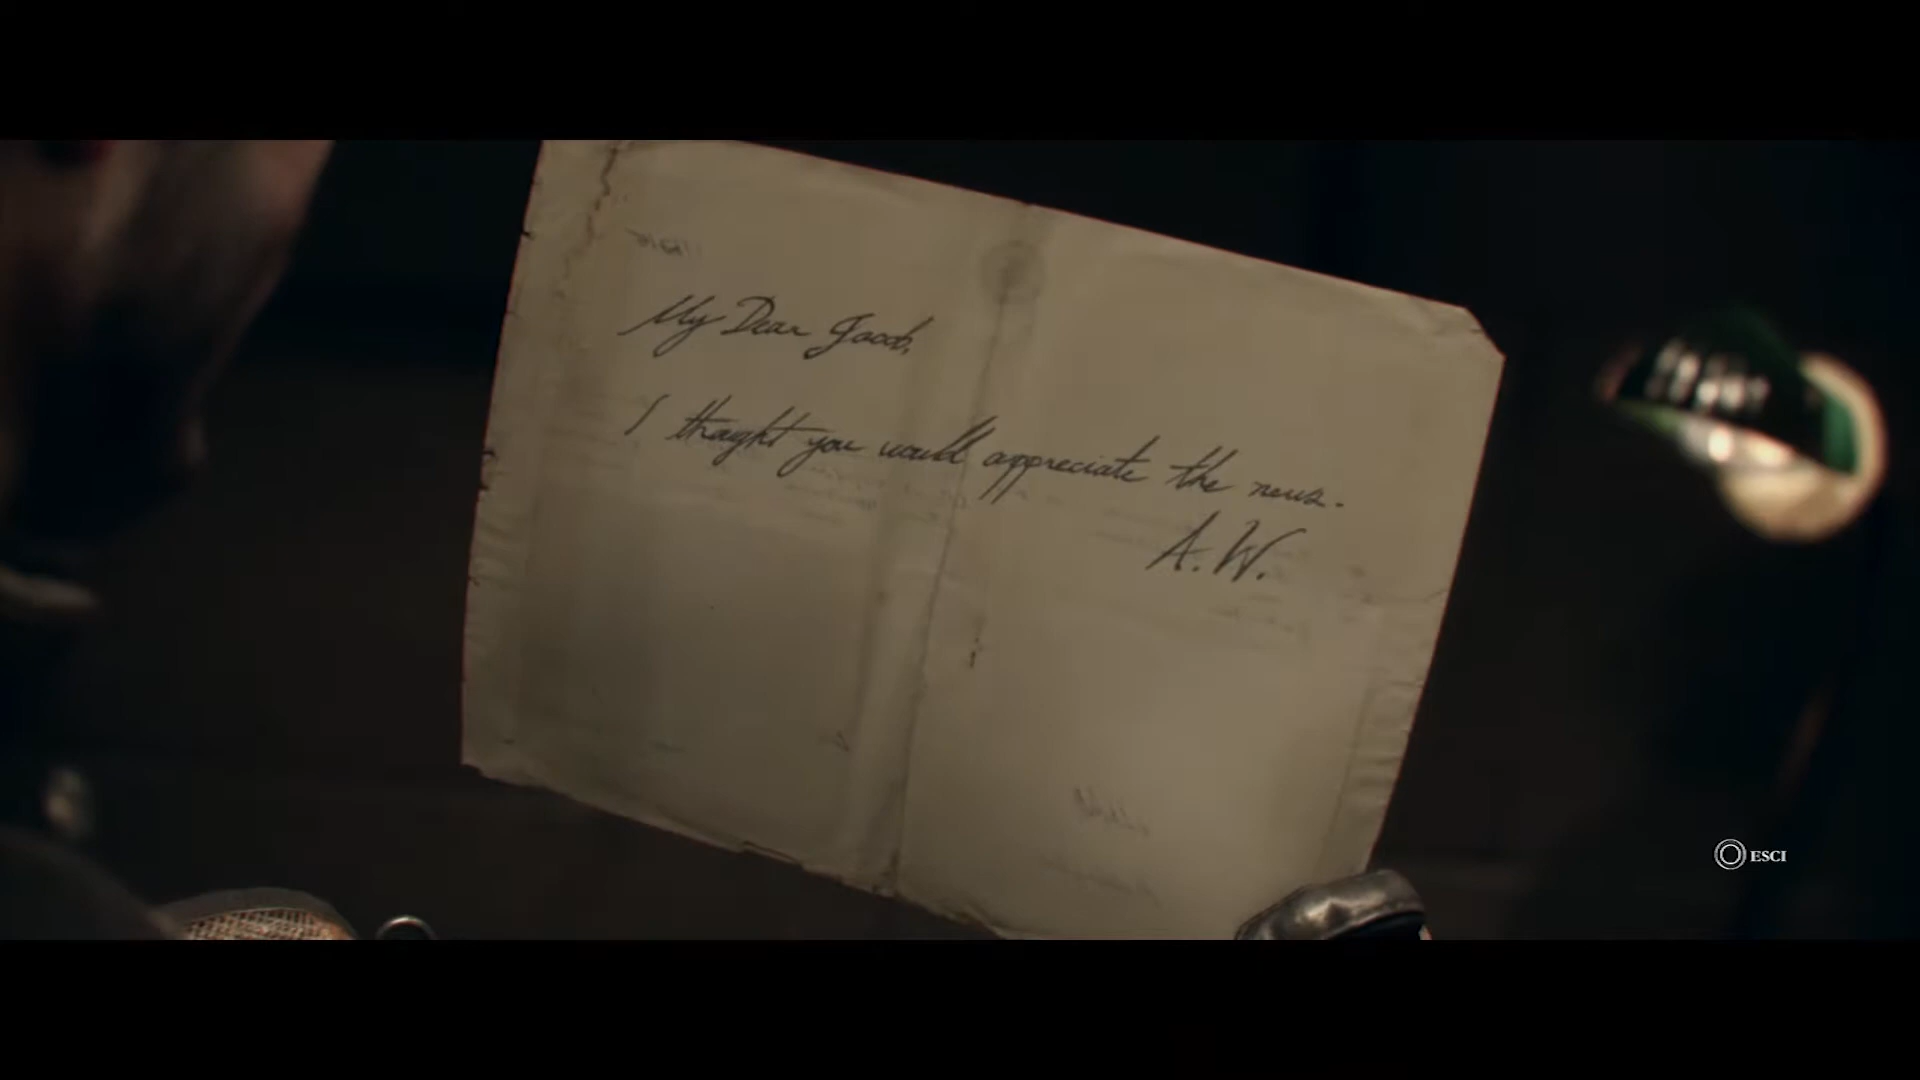 My Dear Jacob,
I thought you would appreciate the news.
A.W.
ESCI